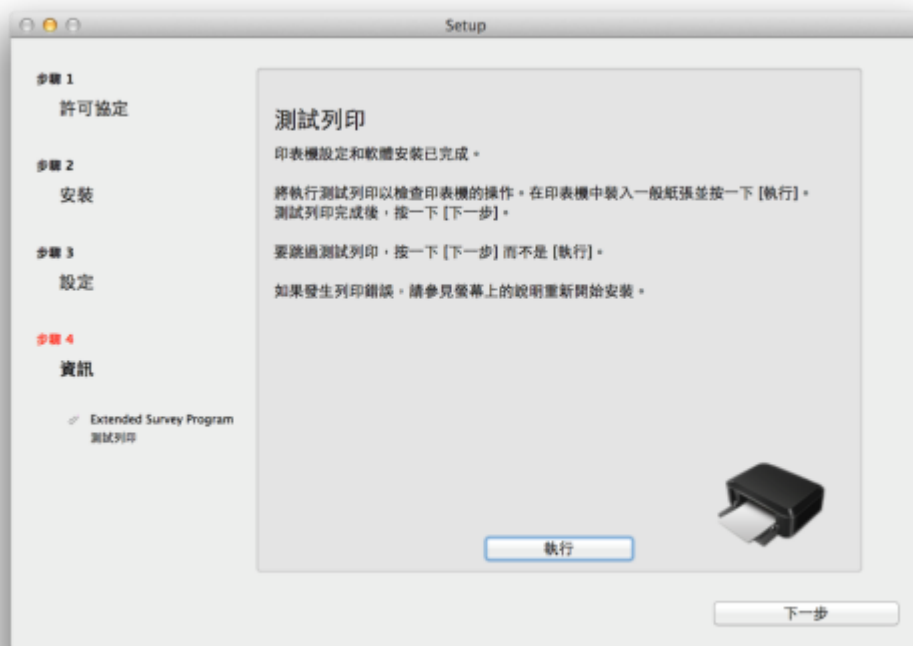 Setup
步驟 1
許可協定
步驟 2
安裝
步驟 3
設定
步驟 4
資訊
Extended Survey Program
測試列印
測試列印
印表機設定和軟體安裝已完成。
將執行測試列印以檢查印表機的操作。在印表機中裝入一般紙張並按一下 [執行]。
測試列印完成後，按一下 [下一步]。
要跳過測試列印，按一下 [下一步] 而不是 [執行]。
如果發生列印錯誤，請參見螢幕上的說明重新開始安裝。
執行
下一步